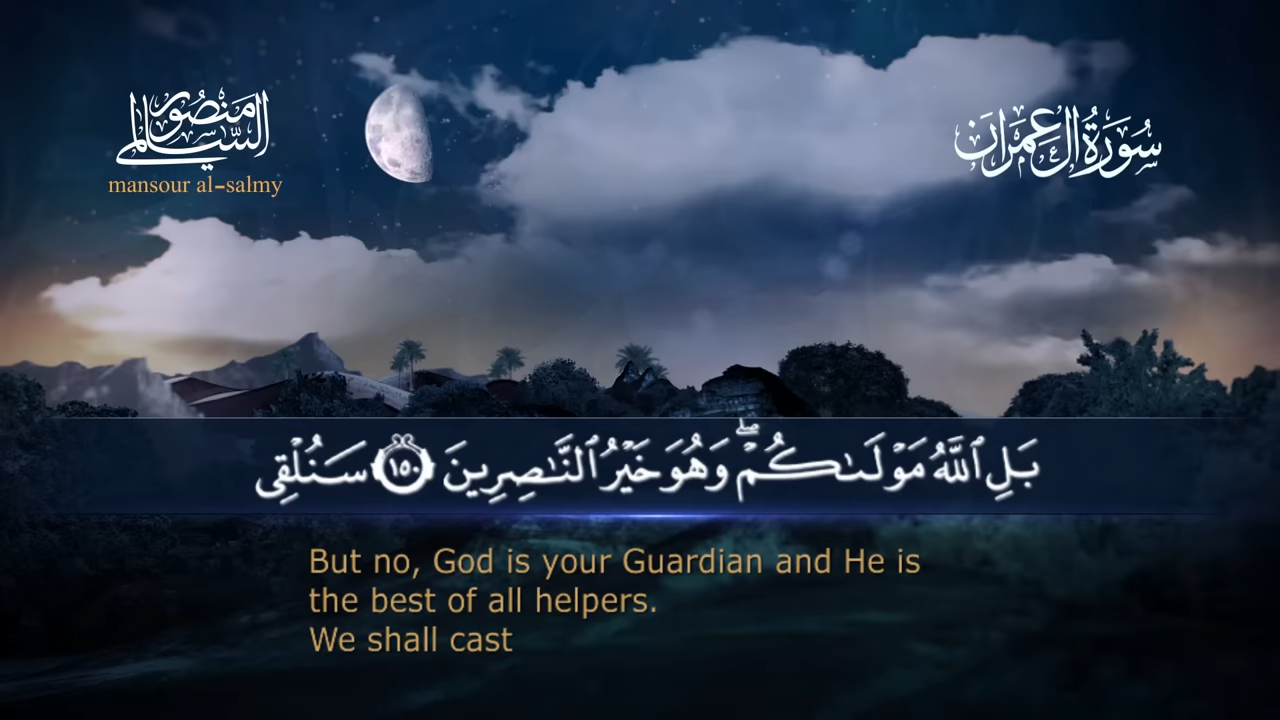 منصور
السالمي
mansour al-salmy
سُورَةُ آلِ عِمْرَانَ
بَلِ ٱللَّهُ مَوْلَىٰكُمْ ۖ وَهُوَ خَيْرُ ٱلنَّـٰصِرِينَ ١٥٠ سَنُلْقِى
But no, God is your Guardian and He is
the best of all helpers.
We shall cast